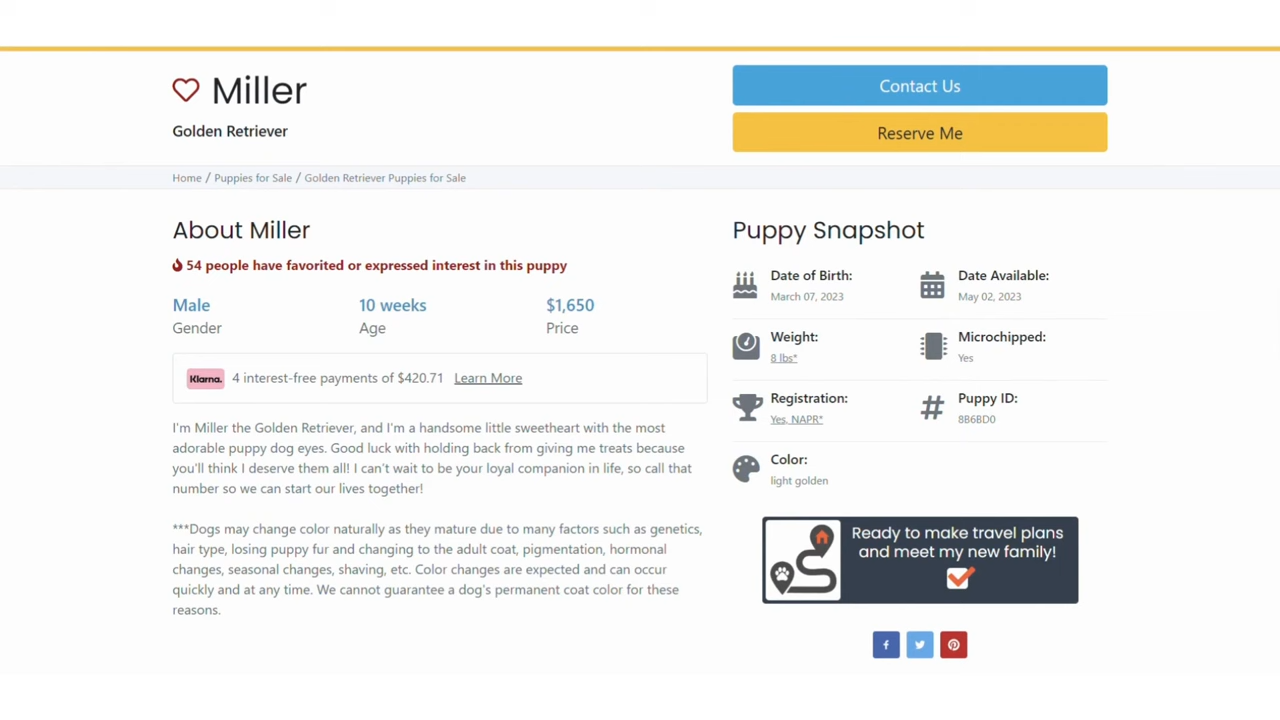 Miller
Golden Retriever
Contact Us
Reserve Me
Home / Puppies for Sale / Golden Retriever Puppies for Sale
About Miller
54 people have favorited or expressed interest in this puppy
Male
Gender
10 weeks
Age
$1,650
Price
Klarna. 4 interest-free payments of $420.71 Learn More
I'm Miller the Golden Retriever, and I'm a handsome little sweetheart with the most
adorable puppy dog eyes. Good luck with holding back from giving me treats because
you'll think I deserve them all! I can't wait to be your loyal companion in life, so call that
number so we can start our lives together!
***Dogs may change color naturally as they mature due to many factors such as genetics,
hair type, losing puppy fur and changing to the adult coat, pigmentation, hormonal
changes, seasonal changes, shaving, etc. Color changes are expected and can occur
quickly and at any time. We cannot guarantee a dog's permanent coat color for these
reasons.
Puppy Snapshot
Date of Birth:
March 07, 2023
Date Available:
May 02, 2023
Weight:
8 lbs*
Microchipped:
Yes
Registration:
Yes, NAPR*
Puppy ID:
886BD0
Color:
light golden
Ready to make travel plans
and meet my new family!